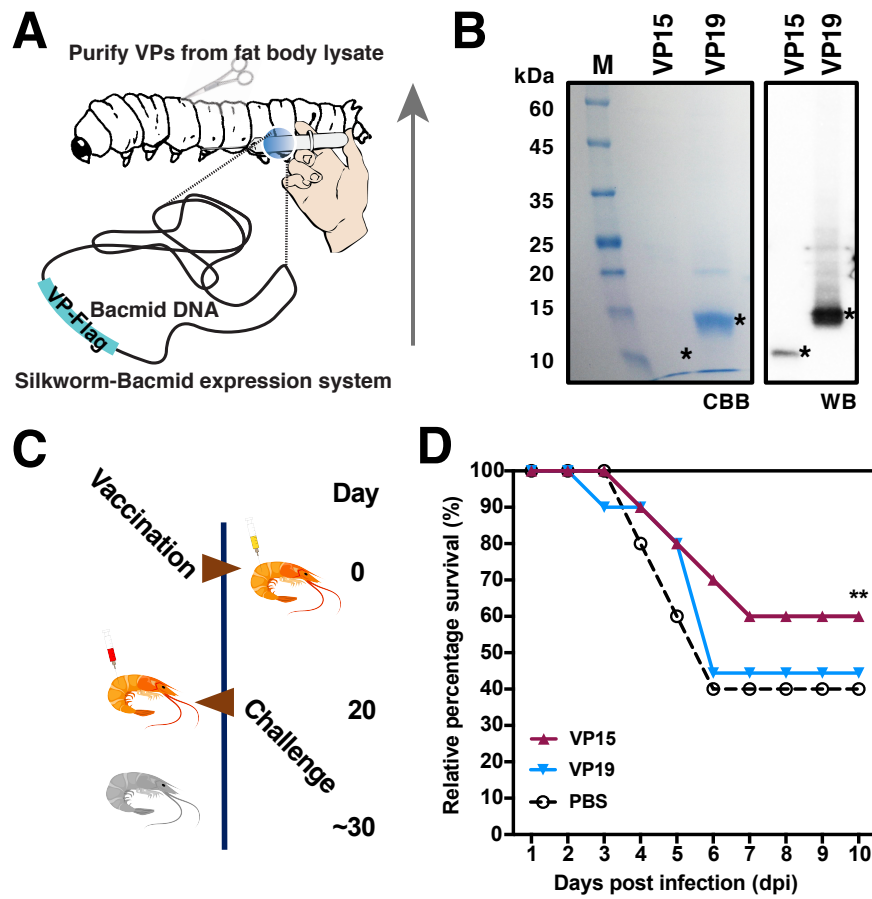 A
Purify VPs from fat body lysate
VP-Flag
Bacmid DNA
Silkworm-Bacmid expression system
B
kDa
M
VP15
VP19
VP15
VP19
60
45
35
25
20
15
10
*
*
*
*
CBB
WB
C
Day
Vaccination
0
20
Challenge
~30
D
Relative percentage survival (%)
100
90
80
70
60
50
40
30
20
10
0
**
VP15
VP19
PBS
1 2 3 4 5 6 7 8 9 10
Days post infection (dpi)